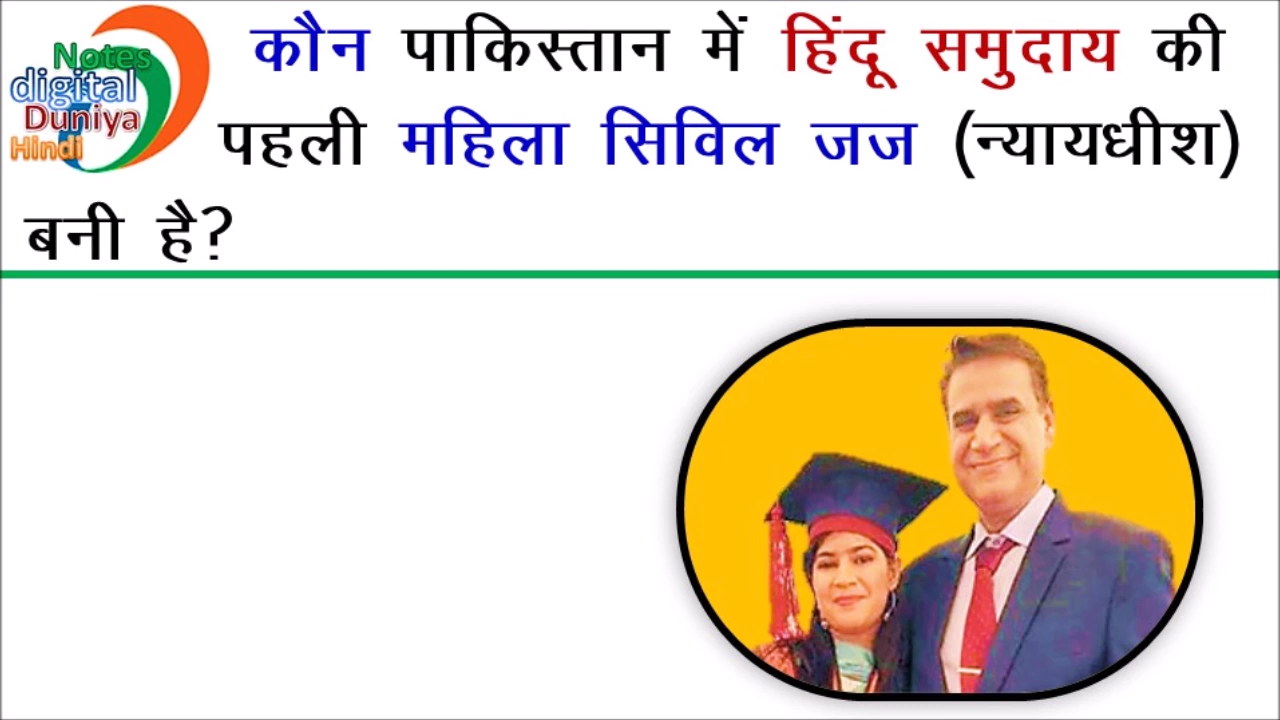 Notes
digital
Duniya
Hindi
कौन पाकिस्तान में हिंदू समुदाय की
पहली महिला सिविल जज (न्यायधीश)
बनी है?